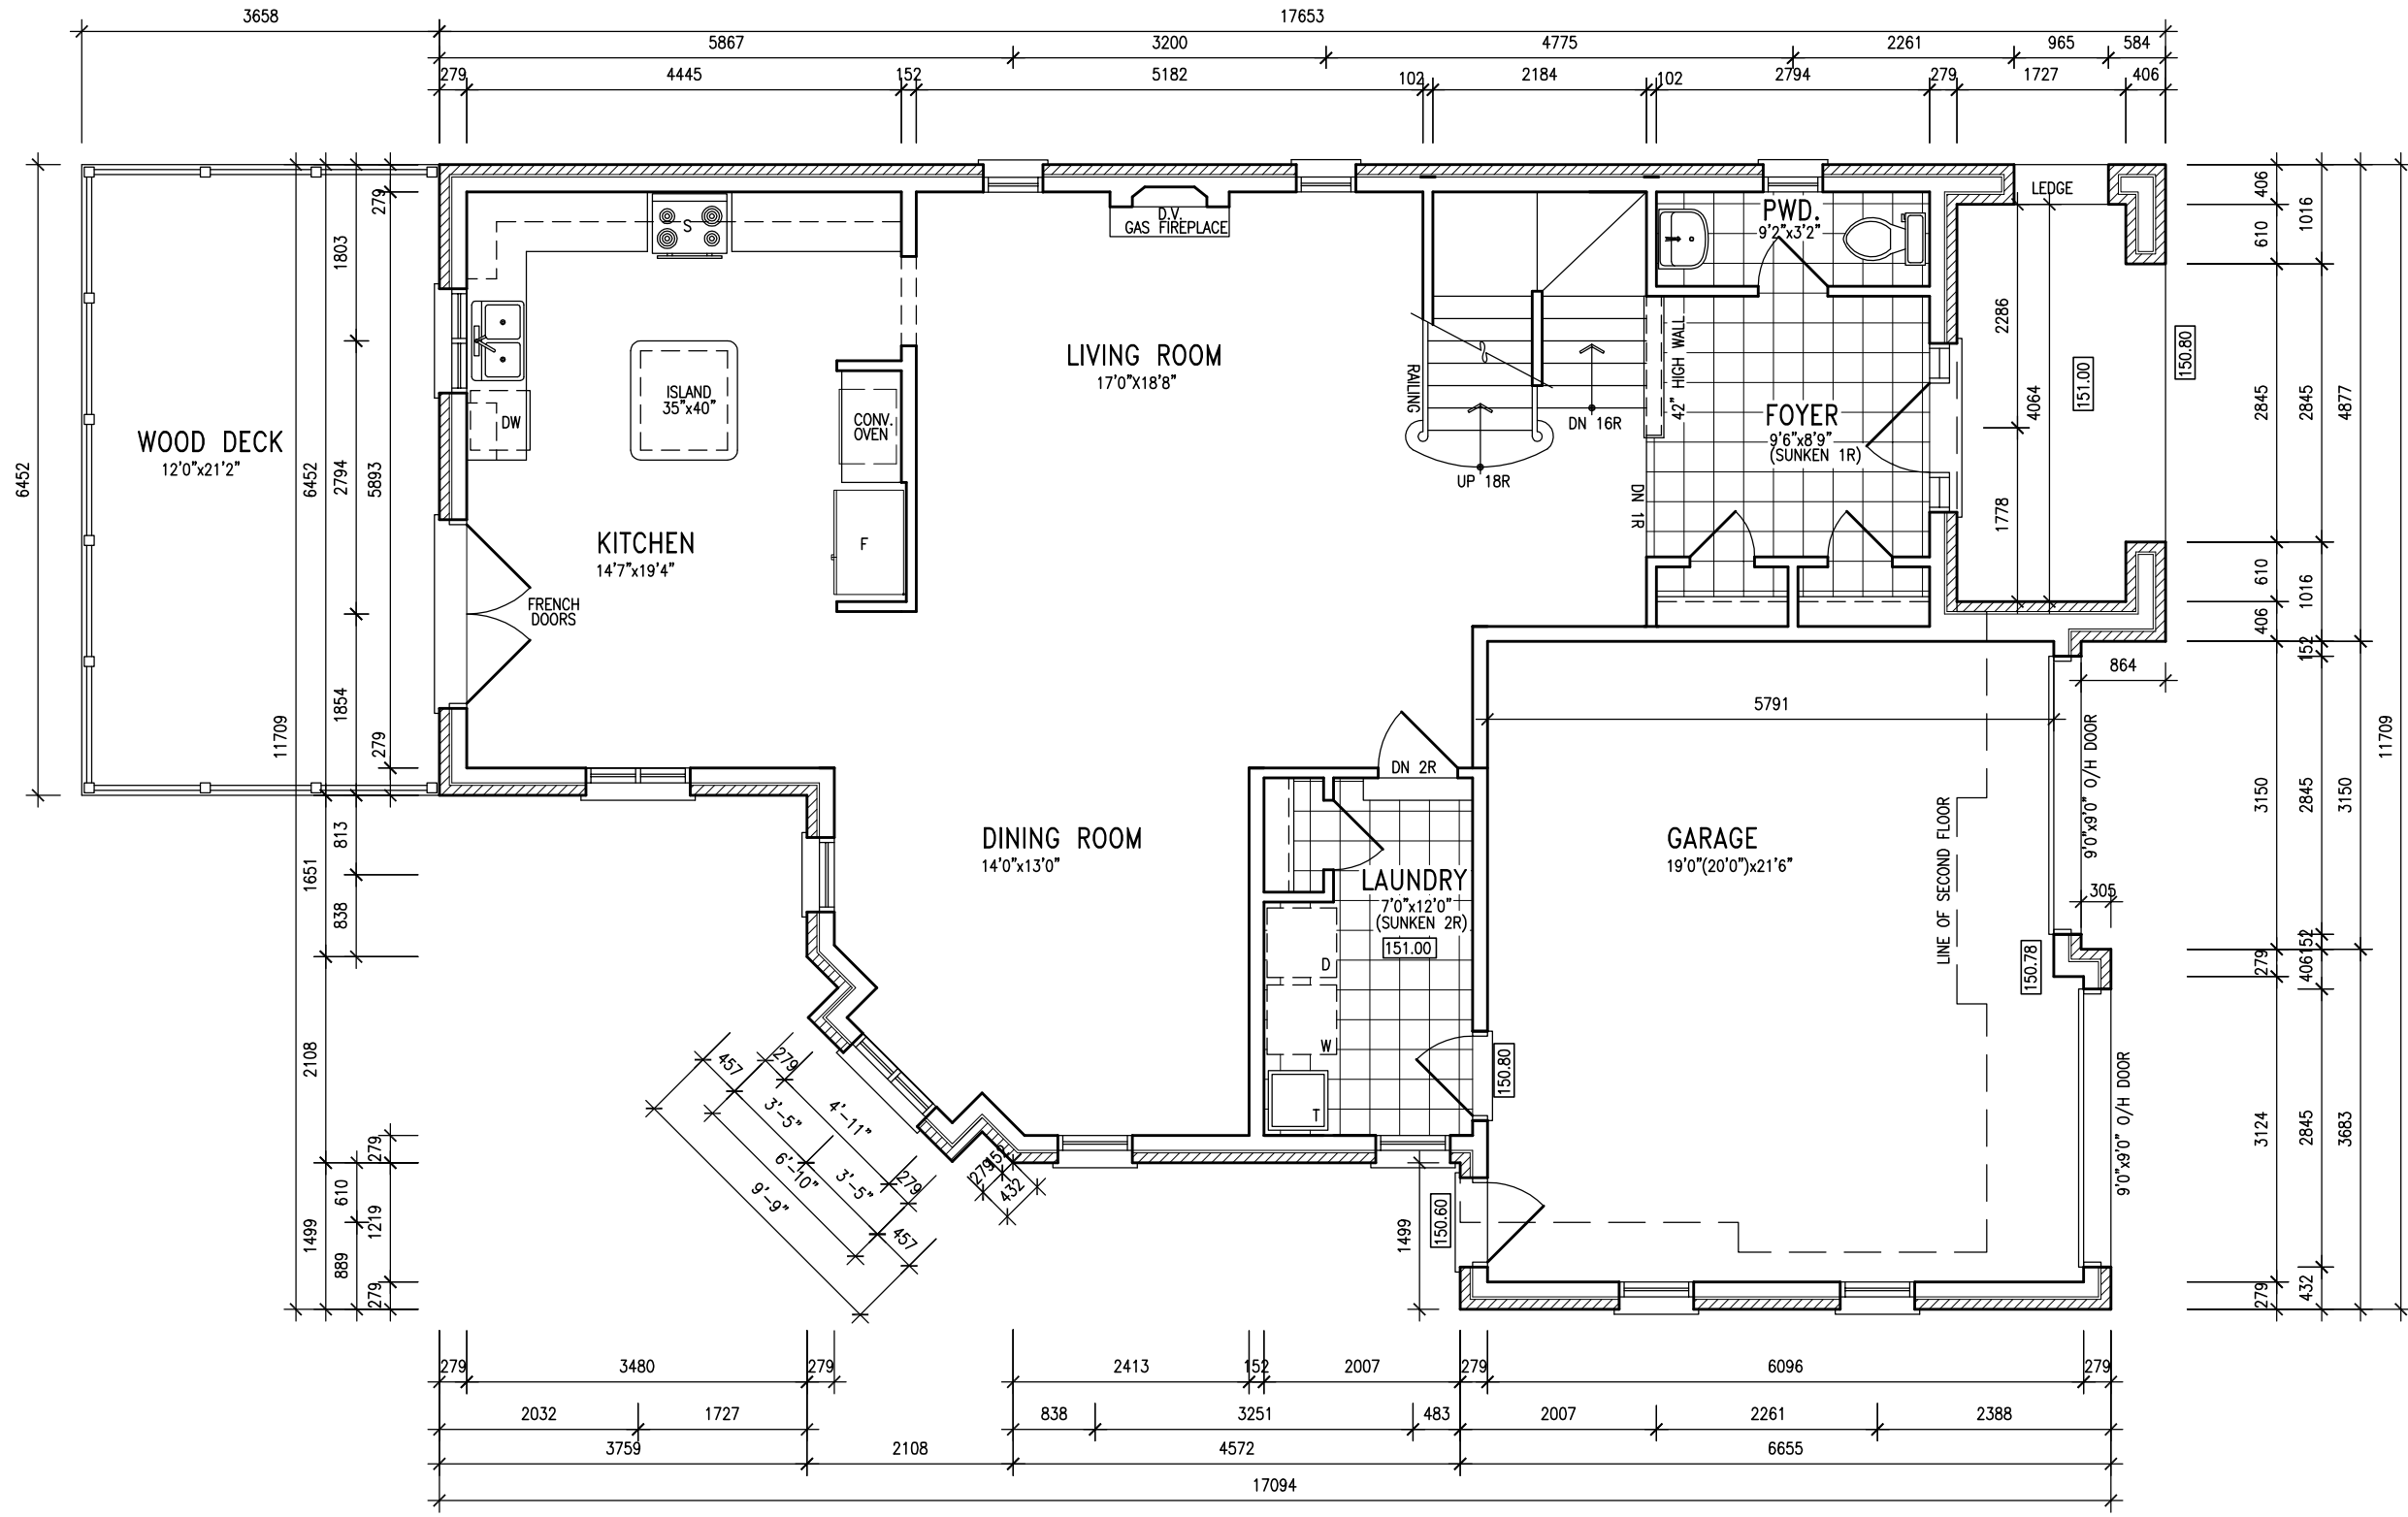 3658
17653
5867
3200
4775
2261
965
584
279
4445
152
5182
102
2184
102
2794
279
1727
406
LEDGE
D.V.
GAS FIREPLACE
S
PWD.
9'2"x3'2"
279
1803
406
1016
610
2286
LIVING ROOM
17'0"X18'8"
42" HIGH WALL
RAILING
150.80
151.00
ISLAND
35"x40"
DW
CONV.
OVEN
FOYER
9'6"x8'9"
(SUNKEN 1R)
DN 16R
4064
2845
2845
4877
WOOD DECK
12'0"x21'2"
6452
6452
2794
5893
UP 18R
DN 1R
1778
KITCHEN
14'7"x19'4"
F
FRENCH
DOORS
610
1016
406
152
864
11709
1854
279
5791
9'0"x9'0" O/H DOOR
11709
DN 2R
3150
2845
3150
1651
813
838
DINING ROOM
14'0"x13'0"
LAUNDRY
7'0"x12'0"
(SUNKEN 2R)
151.00
GARAGE
19'0"(20'0")x21'6"
LINE OF SECOND FLOOR
305
150.78
279
406
152
D
W
T
2108
150.80
9'0"x9'0" O/H DOOR
3124
2845
3683
457
279
3'-5"
4'-11"
6'-10"
9'-9"
3'-5"
279
457
279
152
432
279
610
1219
1499
889
279
1499
150.60
279
432
279
3480
279
2413
152
2007
279
6096
279
2032
1727
838
3251
483
2007
2261
2388
3759
2108
4572
6655
17094